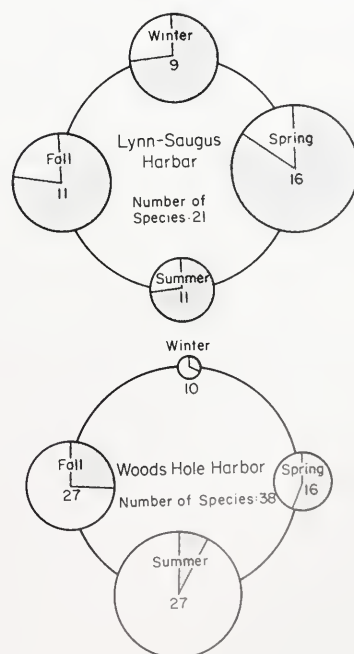 Winter
9
Fall
11
Lynn-Saugus
Harbar
Number of
Species:21
Spring
16
Summer
11
Winter
10
Fall
27
Woods Hole Harbor
Number of Species:38
Spring
16
Summer
27